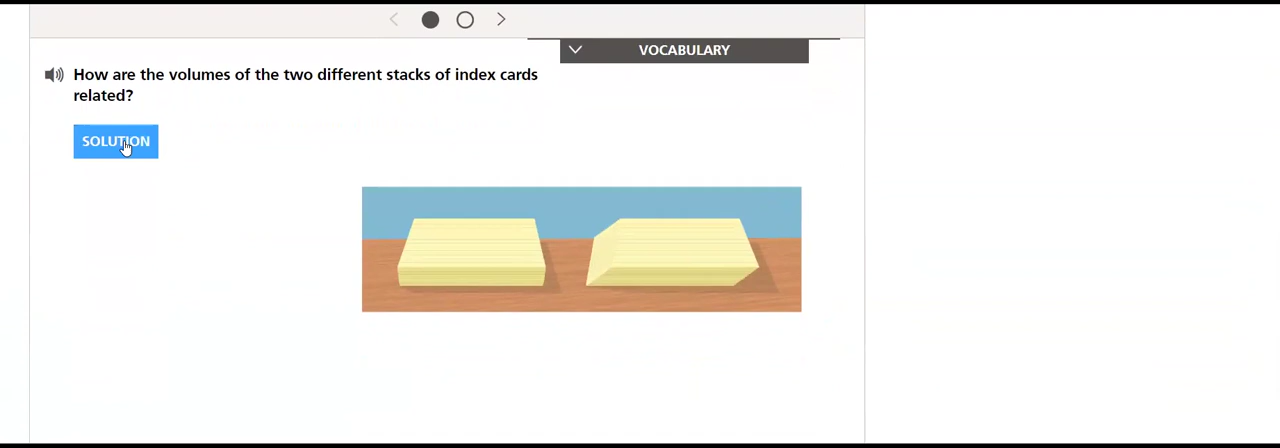 VOCABULARY
How are the volumes of the two different stacks of index cards
related?
SOLUTION